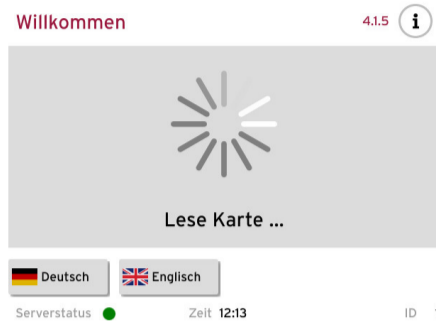 Willkommen 4.1.5 i
Lese Karte ...
Deutsch Englisch
Serverstatus Zeit 12:13 ID